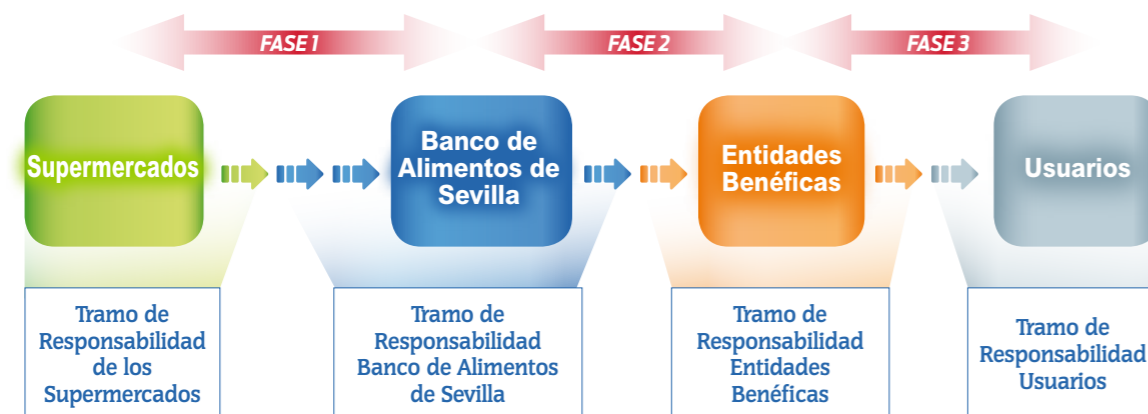 FASE 1
FASE 2
FASE 3
Supermercados
Banco de
Alimentos de
Sevilla
Entidades
Benéficas
Usuarios
Tramo de
Responsabilidad
de los
Supermercados
Tramo de
Responsabilidad
Banco de Alimentos
de Sevilla
Tramo de
Responsabilidad
Entidades
Benéficas
Tramo de
Responsabilidad
Usuarios